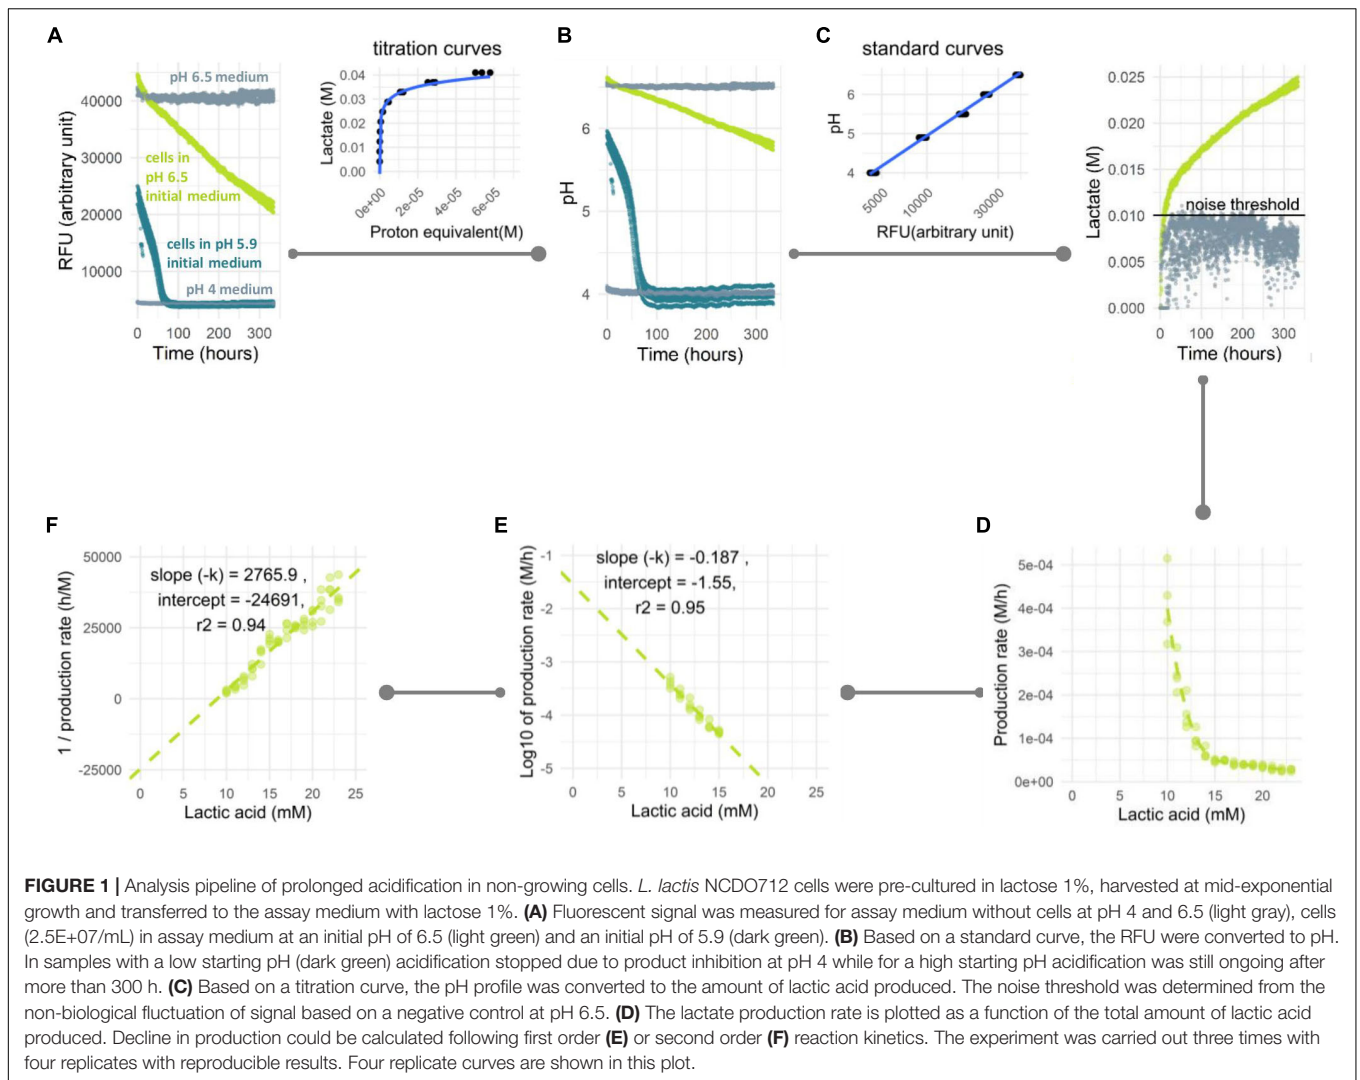 A
RFU (arbitrary unit)
40000
30000
20000
10000
pH 6.5 medium
cells in
pH 6.5
initial medium
cells in pH 5.9
initial medium
pH 4 medium
0 100 200 300
Time (hours)
titration curves
Lactate (M)
0.04
0.03
0.02
0.01
0.00
0e+00 2e-05 4e-05 6e-05
Proton equivalent(M)
B
pH
6
5
4
0 100 200 300
Time (hours)
C
standard curves
pH
6
5
4
5000 10000 30000
RFU(arbitrary unit)
Lactate (M)
0.025
0.020
0.015
0.010
0.005
0.000
noise threshold
0 100 200 300
Time (hours)
F
1 / production rate (h/M)
50000
25000
0
-25000
slope (-k) = 2765.9 ,
intercept = -24691,
r2 = 0.94
0 5 10 15 20 25
Lactic acid (mM)
E
Log10 of production rate (M/h)
-1
-2
-3
-4
-5
slope (-k) = -0.187 ,
intercept = -1.55,
r2 = 0.95
0 5 10 15 20 25
Lactic acid (mM)
D
Production rate (M/h)
5e-04
4e-04
3e-04
2e-04
1e-04
0e+00
0 5 10 15 20
Lactic acid (mM)
FIGURE 1 | Analysis pipeline of prolonged acidification in non-growing cells. L. lactis NCDO712 cells were pre-cultured in lactose 1%, harvested at mid-exponential
growth and transferred to the assay medium with lactose 1%. (A) Fluorescent signal was measured for assay medium without cells at pH 4 and 6.5 (light gray), cells
(2.5E+07/mL) in assay medium at an initial pH of 6.5 (light green) and an initial pH of 5.9 (dark green). (B) Based on a standard curve, the RFU were converted to pH.
In samples with a low starting pH (dark green) acidification stopped due to product inhibition at pH 4 while for a high starting pH acidification was still ongoing after
more than 300 h. (C) Based on a titration curve, the pH profile was converted to the amount of lactic acid produced. The noise threshold was determined from the
non-biological fluctuation of signal based on a negative control at pH 6.5. (D) The lactate production rate is plotted as a function of the total amount of lactic acid
produced. Decline in production could be calculated following first order (E) or second order (F) reaction kinetics. The experiment was carried out three times with
four replicates with reproducible results. Four replicate curves are shown in this plot.